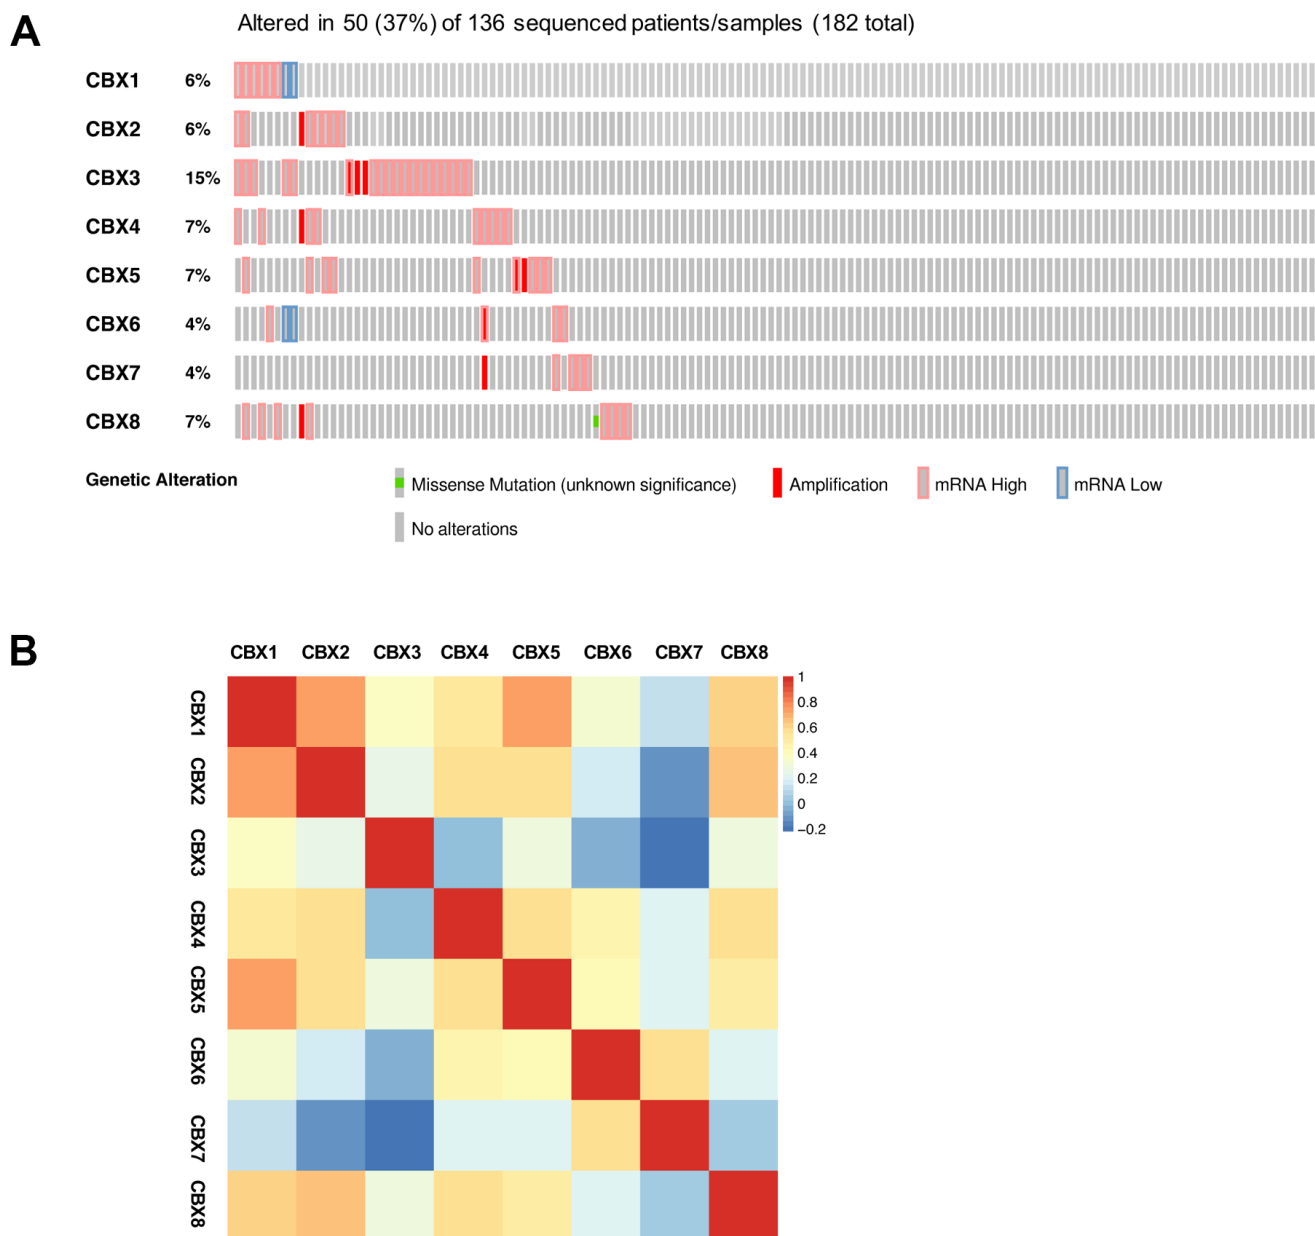 A
Altered in 50 (37%) of 136 sequenced patients/samples (182 total)
CBX1 6%
CBX2 6%
CBX3 15%
CBX4 7%
CBX5 7%
CBX6 4%
CBX7 4%
CBX8 7%
Genetic Alteration
Missense Mutation (unknown significance) Amplification mRNA High mRNA Low
No alterations
B
CBX1 CBX2 CBX3 CBX4 CBX5 CBX6 CBX7 CBX8
CBX1
CBX2
CBX3
CBX4
CBX5
CBX6
CBX7
CBX8
1
0.8
0.6
0.4
0.2
0
−0.2